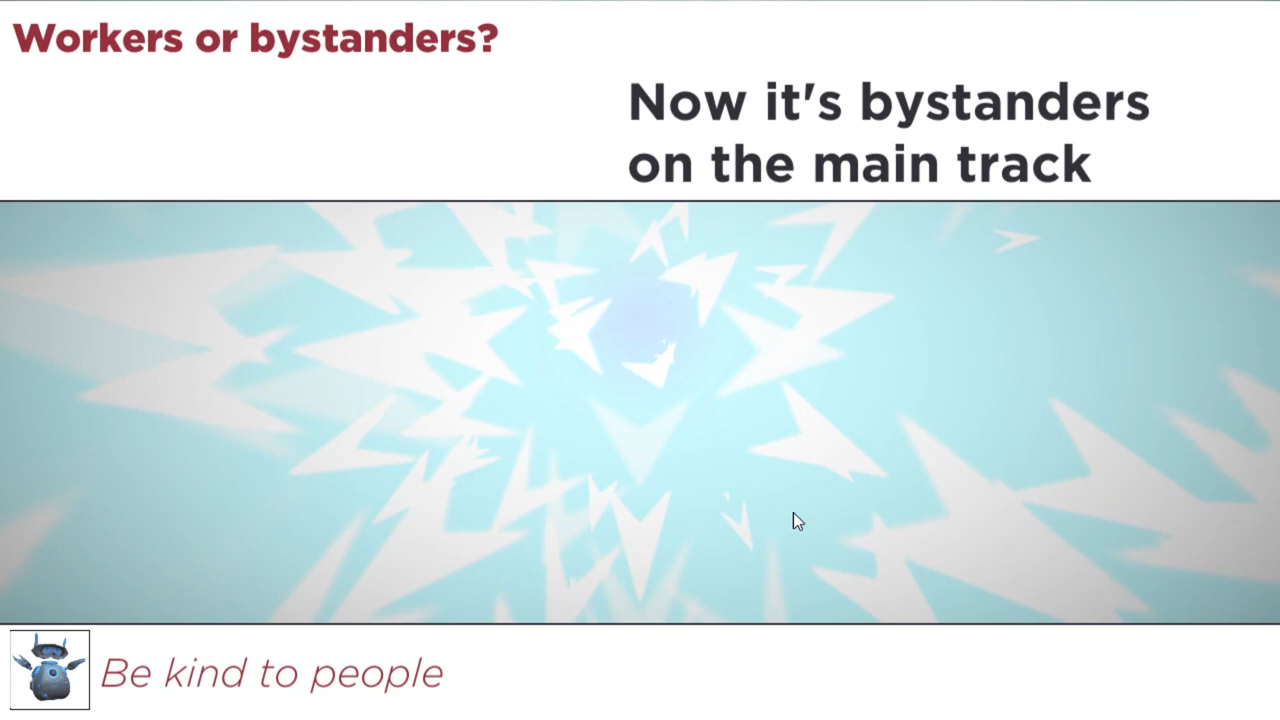 Workers or bystanders?
Now it's bystanders
on the main track
Be kind to people